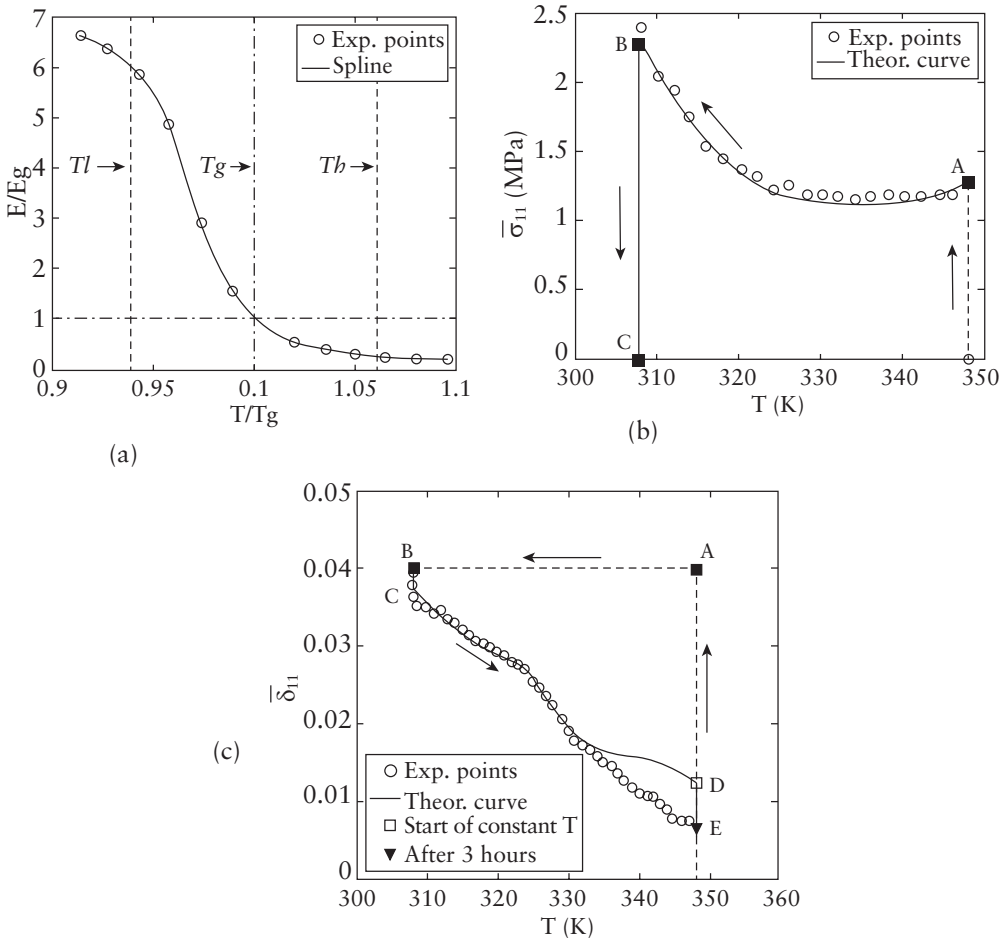 7
6
5
4
3
2
1
0
E/Eg
Exp. points
Spline
Tl
Tg
Th
0.9
0.95
0.1
1.05
1.1
T/Tg
(a)
2.5
2
1.5
1
0.5
0
σ̅11 (MPa)
Exp. points
Theor. curve
B
A
C
300
310
320
330
340
350
T (K)
(b)
0.05
0.04
0.03
0.02
0.01
0
δ̅11
B
A
C
D
E
Exp. points
Theor. curve
Start of constant T
After 3 hours
300
310
320
330
340
350
360
T (K)
(c)